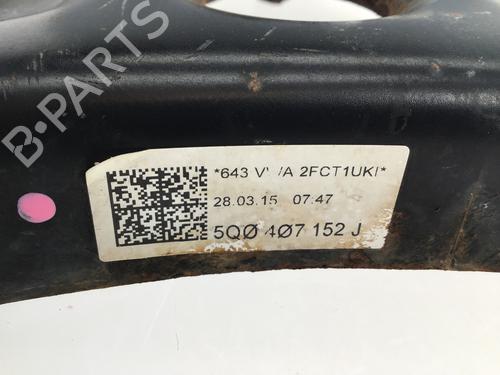 B-PARTS
*643 V' /A 2FCT1UKI*
28.03.15 07:47
5QØ 4Ø7 152 J